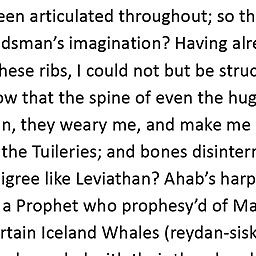 een articulated throughout; so th
dsman’s imagination? Having alre
hese ribs, I could not but be struc
ow that the spine of even the hug
n, they weary me, and make me
the Tuileries; and bones disinterr
igree like Leviathan? Ahab’s harp
a Prophet who prophesy’d of Ma
rtain Iceland Whales (reydan-sisk